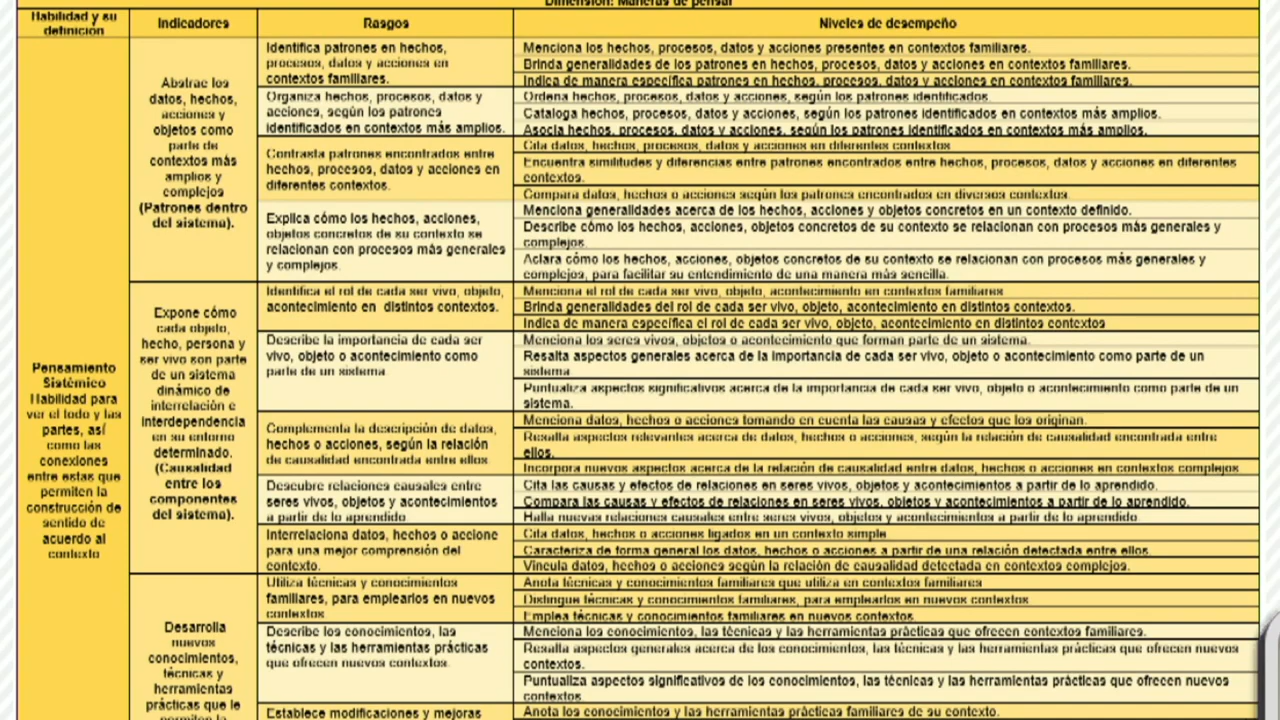 Dimensión: Maneras de pensar
Habilidad y su
definición
Indicadores
Rasgos
Niveles de desempeño
Pensamiento
Sistémico
Habilidad para
ver el todo y las
partes, así
como las
conexiones
entre estas que
permiten la
construcción de
sentido de
acuerdo al
contexto
Abstrae los
datos, hechos,
acciones y
objetos como
parte de
contextos más
amplios y
complejos
(Patrones dentro
del sistema).
Identifica patrones en hechos,
procesos, datos y acciones en
contextos familiares.
Menciona los hechos, procesos, datos y acciones presentes en contextos familiares.
Brinda generalidades de los patrones en hechos, procesos, datos y acciones en contextos familiares.
Indica de manera específica patrones en hechos, procesos, datos y acciones en contextos familiares.
Organiza hechos, procesos, datos y
acciones, según los patrones
identificados en contextos más amplios.
Ordena hechos, procesos, datos y acciones, según los patrones identificados.
Cataloga hechos, procesos, datos y acciones, según los patrones identificados en contextos más amplios.
Asocia hechos, procesos, datos y acciones, según los patrones identificados en contextos más amplios.
Contrasta patrones encontrados entre
hechos, procesos, datos y acciones en
diferentes contextos.
Cita datos, hechos, procesos, datos y acciones en diferentes contextos
Encuentra similitudes y diferencias entre patrones encontrados entre hechos, procesos, datos y acciones en diferentes
contextos.
Compara datos, hechos o acciones según los patrones encontrados en diversos contextos.
Explica cómo los hechos, acciones,
objetos concretos de su contexto se
relacionan con procesos más generales
y complejos.
Menciona generalidades acerca de los hechos, acciones y objetos concretos en un contexto definido.
Describe cómo los hechos, acciones, objetos concretos de su contexto se relacionan con procesos más generales y
complejos.
Aclara cómo los hechos, acciones, objetos concretos de su contexto se relacionan con procesos más generales y
complejos, para facilitar su entendimiento de una manera más sencilla.
Expone cómo
cada objeto,
hecho, persona y
ser vivo son parte
de un sistema
dinámico de
interrelación e
interdependencia
en su entorno
determinado.
(Causalidad
entre los
componentes
del sistema).
Identifica el rol de cada ser vivo, objeto,
acontecimiento en distintos contextos.
Menciona el rol de cada ser vivo, objeto, acontecimiento en contextos familiares
Brinda generalidades del rol de cada ser vivo, objeto, acontecimiento en distintos contextos.
Indica de manera específica el rol de cada ser vivo, objeto, acontecimiento en distintos contextos
Describe la importancia de cada ser
vivo, objeto o acontecimiento como
parte de un sistema
Menciona los seres vivos, objetos o acontecimiento que forman parte de un sistema.
Resalta aspectos generales acerca de la importancia de cada ser vivo, objeto o acontecimiento como parte de un
sistema
Puntualiza aspectos significativos acerca de la importancia de cada ser vivo, objeto o acontecimiento como parte de un
sistema.
Complementa la descripción de datos,
hechos o acciones, según la relación
de causalidad encontrada entre ellos
Menciona datos, hechos o acciones tomando en cuenta las causas y efectos que los originan.
Resalta aspectos relevantes acerca de datos, hechos o acciones, según la relación de causalidad encontrada entre
ellos.
Incorpora nuevos aspectos acerca de la relación de causalidad entre datos, hechos o acciones en contextos complejos
Descubre relaciones causales entre
seres vivos, objetos y acontecimientos
a partir de lo aprendido.
Cita las causas y efectos de relaciones en seres vivos, objetos y acontecimientos a partir de lo aprendido.
Compara las causas y efectos de relaciones en seres vivos, objetos y acontecimientos a partir de lo aprendido.
Halla nuevas relaciones causales entre seres vivos, objetos y acontecimientos a partir de lo aprendido.
Interrelaciona datos, hechos o accione
para una mejor comprensión del
contexto.
Cita datos, hechos o acciones ligados en un contexto simple
Caracteriza de forma general los datos, hechos o acciones a partir de una relación detectada entre ellos.
Vincula datos, hechos o acciones según la relación de causalidad detectada en contextos complejos.
Desarrolla
nuevos
conocimientos,
técnicas y
herramientas
prácticas que le
permiten la
Utiliza técnicas y conocimientos
familiares, para emplearlos en nuevos
contextos
Anota técnicas y conocimientos familiares que utiliza en contextos familiares
Distingue técnicas y conocimientos familiares, para emplearlos en nuevos contextos
Emplea técnicas y conocimientos familiares en nuevos contextos
Describe los conocimientos, las
técnicas y las herramientas prácticas
que ofrecen nuevos contextos.
Menciona los conocimientos, las técnicas y las herramientas prácticas que ofrecen contextos familiares.
Resalta aspectos generales acerca de los conocimientos, las técnicas y las herramientas prácticas que ofrecen nuevos
contextos.
Puntualiza aspectos significativos de los conocimientos, las técnicas y las herramientas prácticas que ofrecen nuevos
contextos
Establece modificaciones y mejoras
Anota los conocimientos y las herramientas prácticas familiares de su contexto.